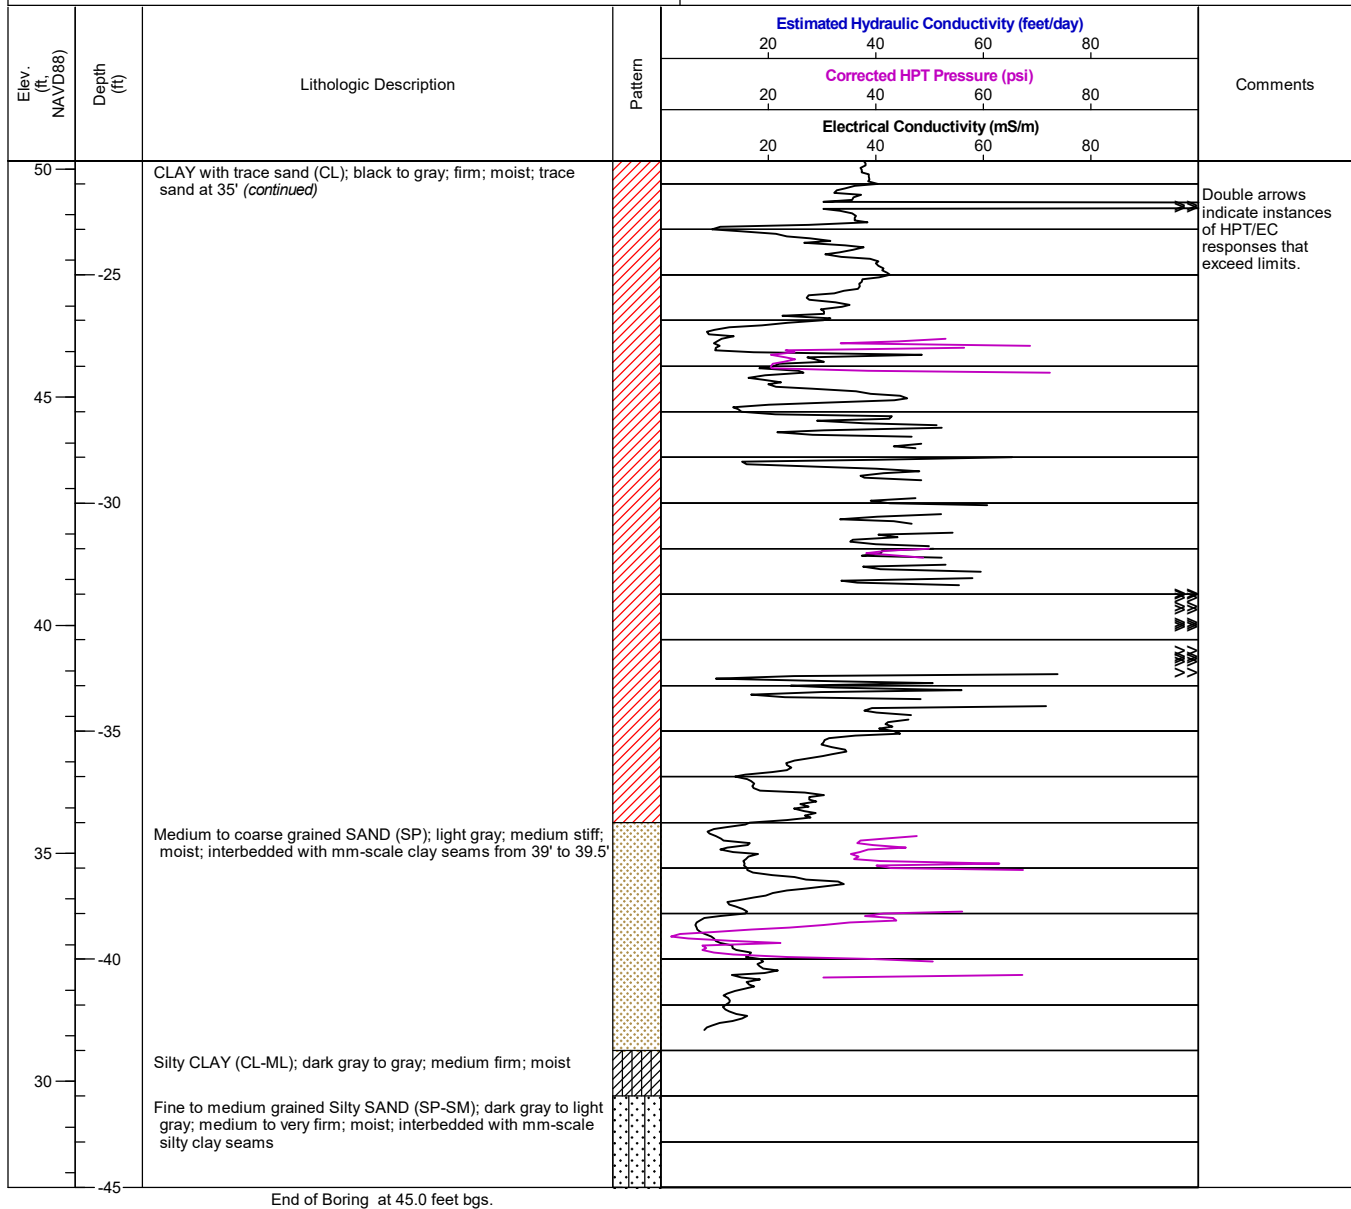 Elev.
(ft,
NAVD88)
Depth
(ft)
Lithologic Description
Pattern
Estimated Hydraulic Conductivity (feet/day)
20 40 60 80
Corrected HPT Pressure (psi)
20 40 60 80
Electrical Conductivity (mS/m)
20 40 60 80
Comments
50
CLAY with trace sand (CL); black to gray; firm; moist; trace
sand at 35' (continued)
Double arrows
indicate instances
of HPT/EC
responses that
exceed limits.
>>
-25
45
-30
>>
40
>>
-35
Medium to coarse grained SAND (SP); light gray; medium stiff;
moist; interbedded with mm-scale clay seams from 39' to 39.5'
35
-40
Silty CLAY (CL-ML); dark gray to gray; medium firm; moist
30
Fine to medium grained Silty SAND (SP-SM); dark gray to light
gray; medium to very firm; moist; interbedded with mm-scale
silty clay seams
-45
End of Boring at 45.0 feet bgs.